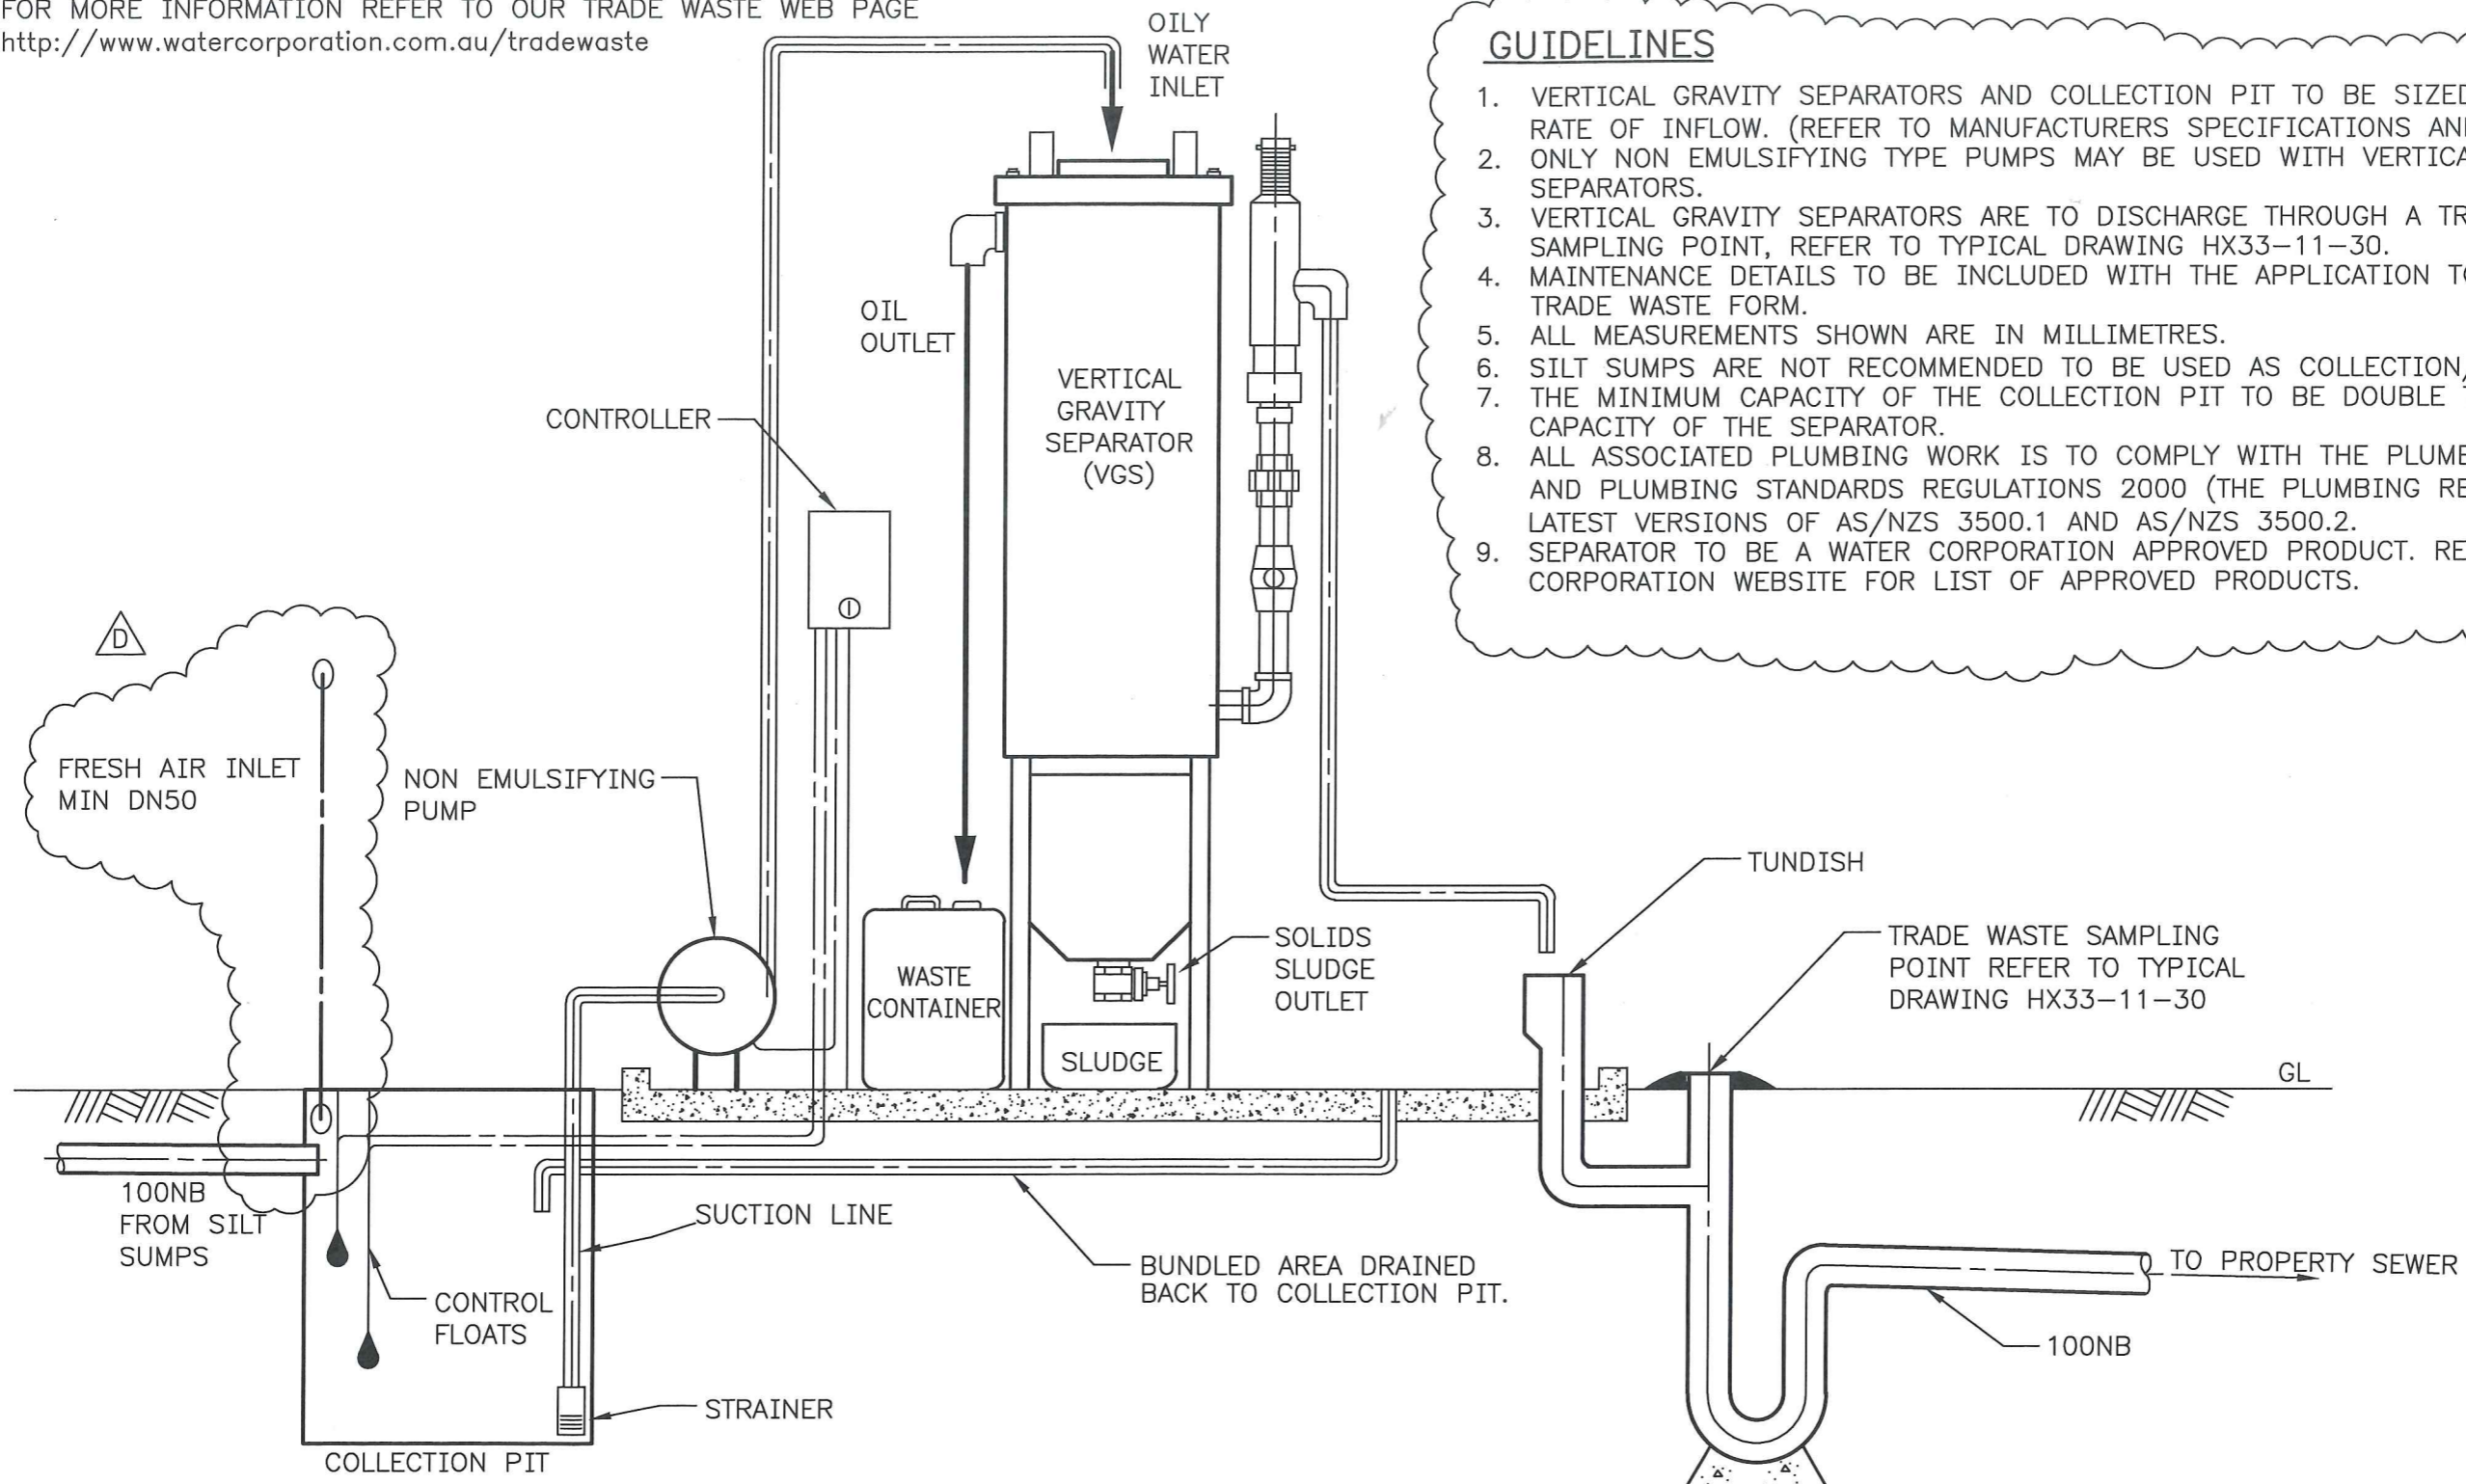 FOR MORE INFORMATION REFER TO OUR TRADE WASTE WEB PAGE
http://www.watercorporation.com.au/tradewaste
OILY
WATER
INLET
GUIDELINES
1. VERTICAL GRAVITY SEPARATORS AND COLLECTION PIT TO BE SIZED
RATE OF INFLOW. (REFER TO MANUFACTURERS SPECIFICATIONS AND
2. ONLY NON EMULSIFYING TYPE PUMPS MAY BE USED WITH
SEPARATORS.
3. VERTICAL GRAVITY SEPARATORS ARE TO DISCHARGE THROUGH A
SAMPLING POINT, REFER TO TYPICAL DRAWING HX33-11-30.
4. MAINTENANCE DETAILS TO BE INCLUDED WITH THE APPLICATION TO
TRADE WASTE FORM.
5. ALL MEASUREMENTS SHOWN ARE IN MILLIMETRES.
6. SILT SUMPS ARE NOT RECOMMENDED TO BE USED AS COLLECTION/
7. THE MINIMUM CAPACITY OF THE COLLECTION PIT TO BE DOUBLE
CAPACITY OF THE SEPARATOR.
8. ALL ASSOCIATED PLUMBING WORK IS TO COMPLY WITH THE
AND PLUMBING STANDARDS REGULATIONS 2000 (THE PLUMBING
LATEST VERSIONS OF AS/NZS 3500.1 AND AS/NZS 3500.2.
9. SEPARATOR TO BE A WATER CORPORATION APPROVED PRODUCT.
CORPORATION WEBSITE FOR LIST OF APPROVED PRODUCTS.
OIL
OUTLET
VERTICAL
GRAVITY
SEPARATOR
(VGS)
CONTROLLER
D
FRESH AIR INLET
MIN DN50
NON EMULSIFYING
PUMP
TUNDISH
WASTE
CONTAINER
SOLIDS
SLUDGE
OUTLET
SLUDGE
TRADE WASTE SAMPLING
POINT REFER TO TYPICAL
DRAWING HX33-11-30
GL
100NB
FROM SILT
SUMPS
SUCTION LINE
CONTROL
FLOATS
BUNDLED AREA DRAINED
BACK TO COLLECTION PIT.
TO PROPERTY SEWER
100NB
STRAINER
COLLECTION PIT